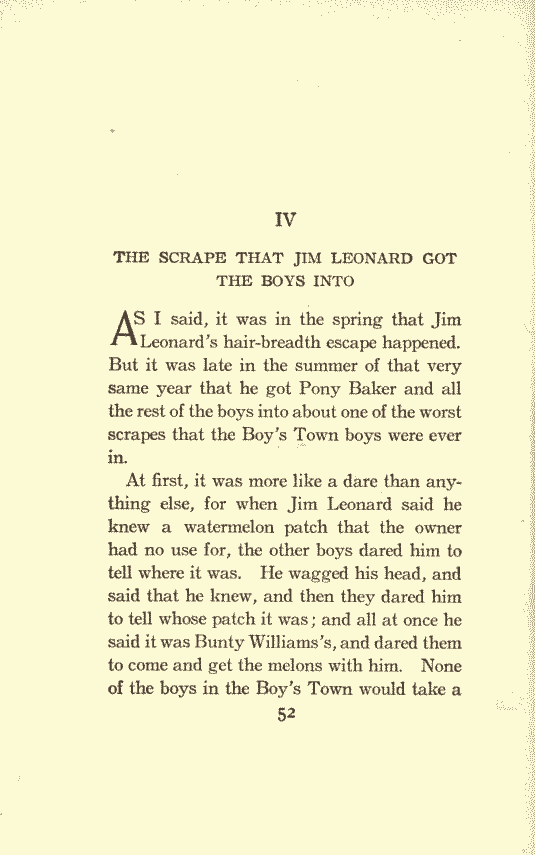 IV
THE SCRAPE THAT JIM LEONARD GOT
THE BOYS INTO
AS I said, it was in the spring that Jim
Leonard's hair-breadth escape happened.
But it was late in the summer of that very
same year that he got Pony Baker and all
the rest of the boys into about one of the worst
scrapes that the Boy's Town boys were ever
in.
At first, it was more like a dare than any-
thing else, for when Jim Leonard said he
knew a watermelon patch that the owner
had no use for, the other boys dared him to
tell where it was. He wagged his head, and
said that he knew, and then they dared him
to tell whose patch it was; and all at once he
said it was Bunty Williams's, and dared them
to come and get the melons with him. None
of the boys in the Boy's Town would take a
52